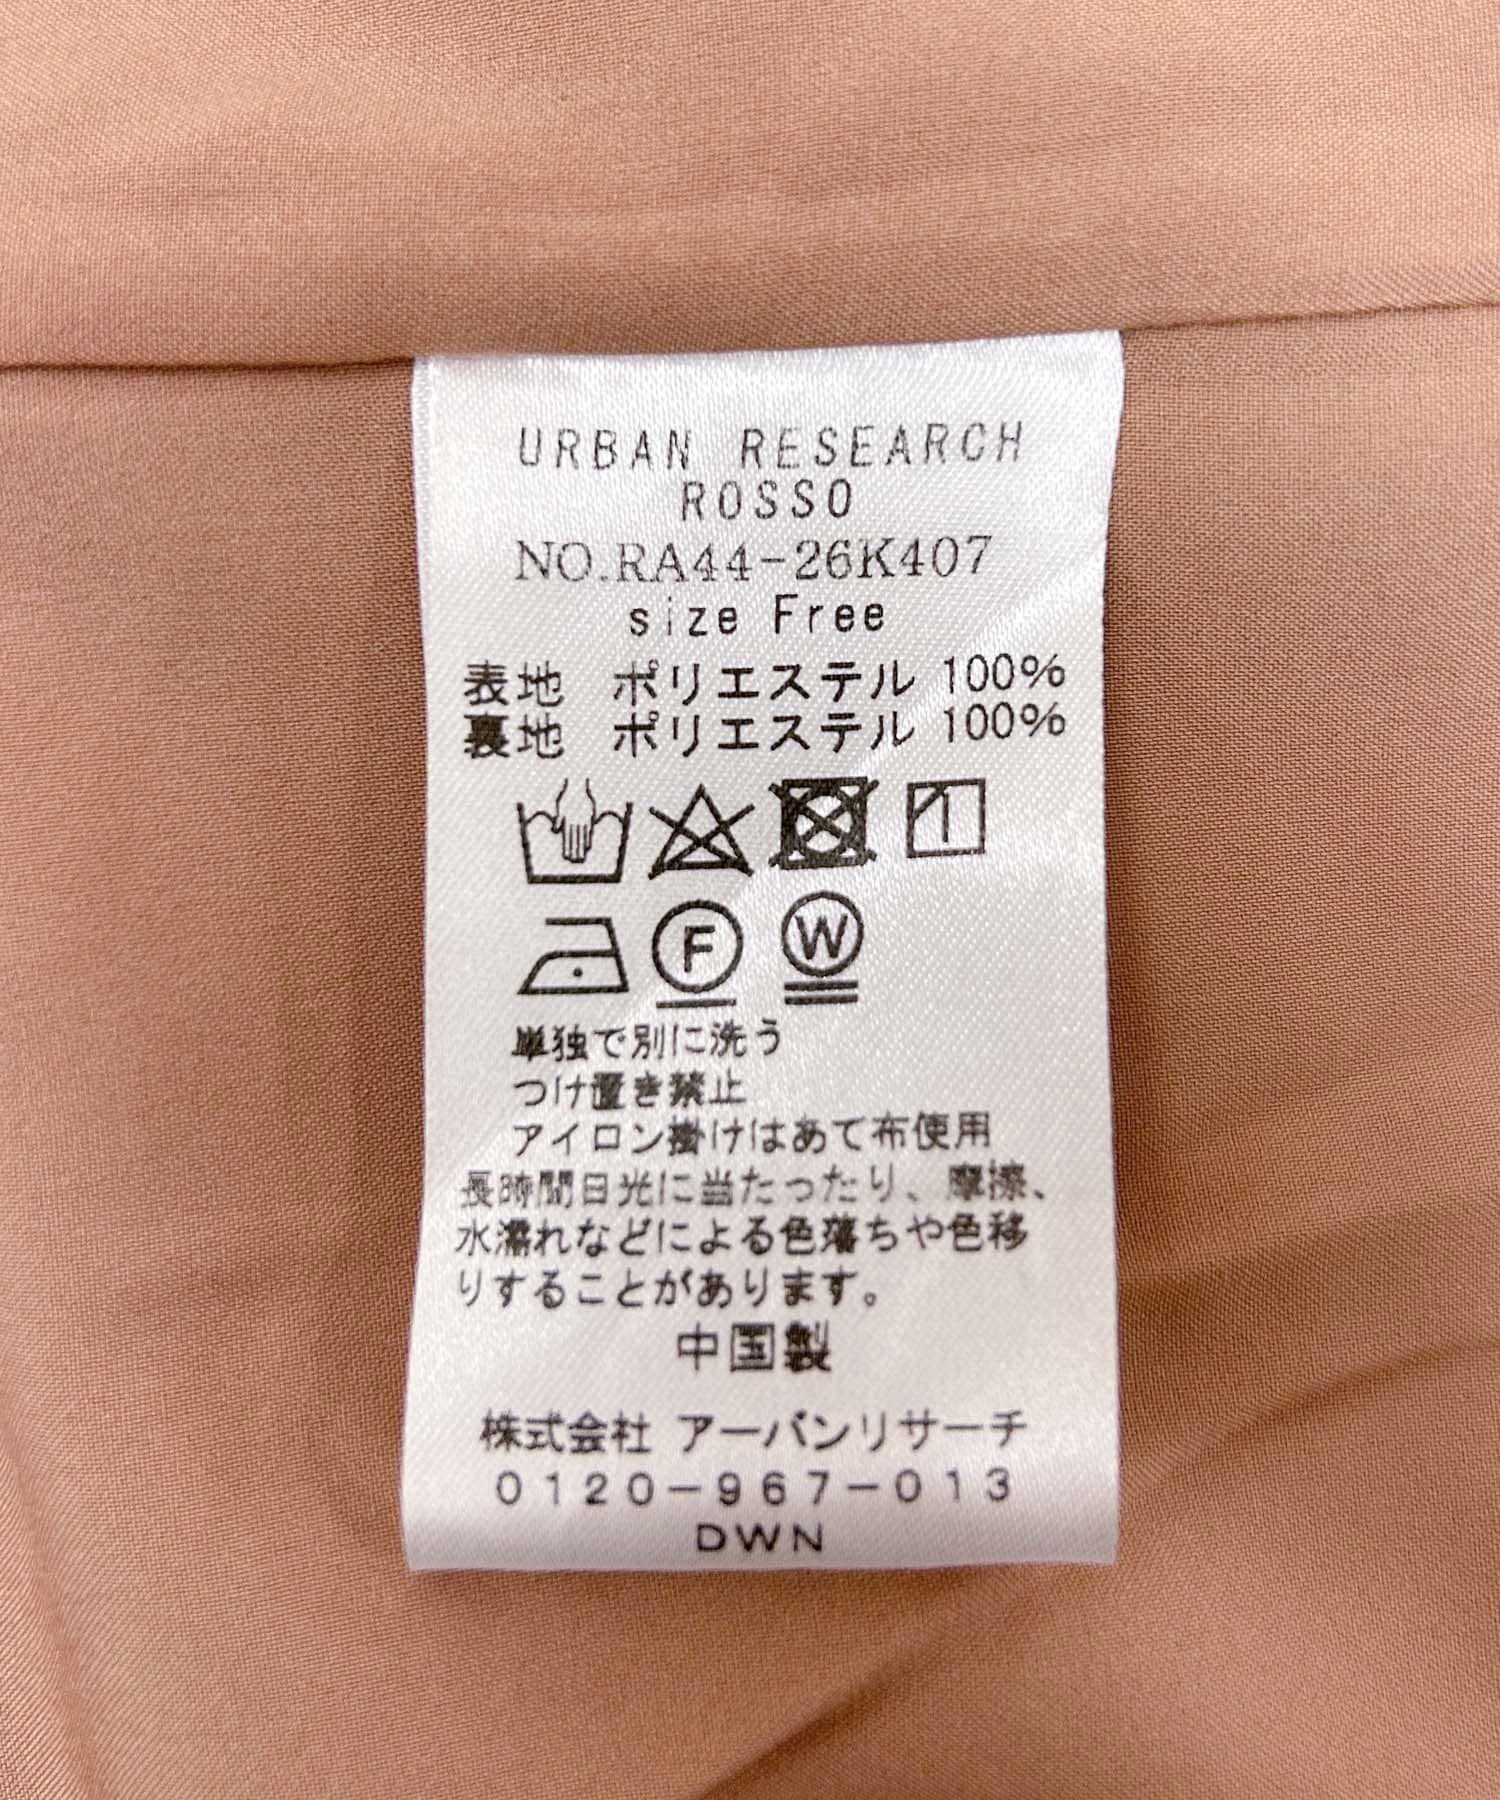 URBAN RESEARCH
ROSSO
NO.RA44-26K407
size Free
表地 ポリエステル 100%
裏地 ポリエステル 100%
F W
単独で別に洗う
つけ置き禁止
アイロン掛けはあて布使用
長時間日光に当たったり、摩擦、
水濡れなどによる色落ちや色移
りすることがあります。
中国製
株式会社 アーバンリサーチ
0120-967-013
DWN